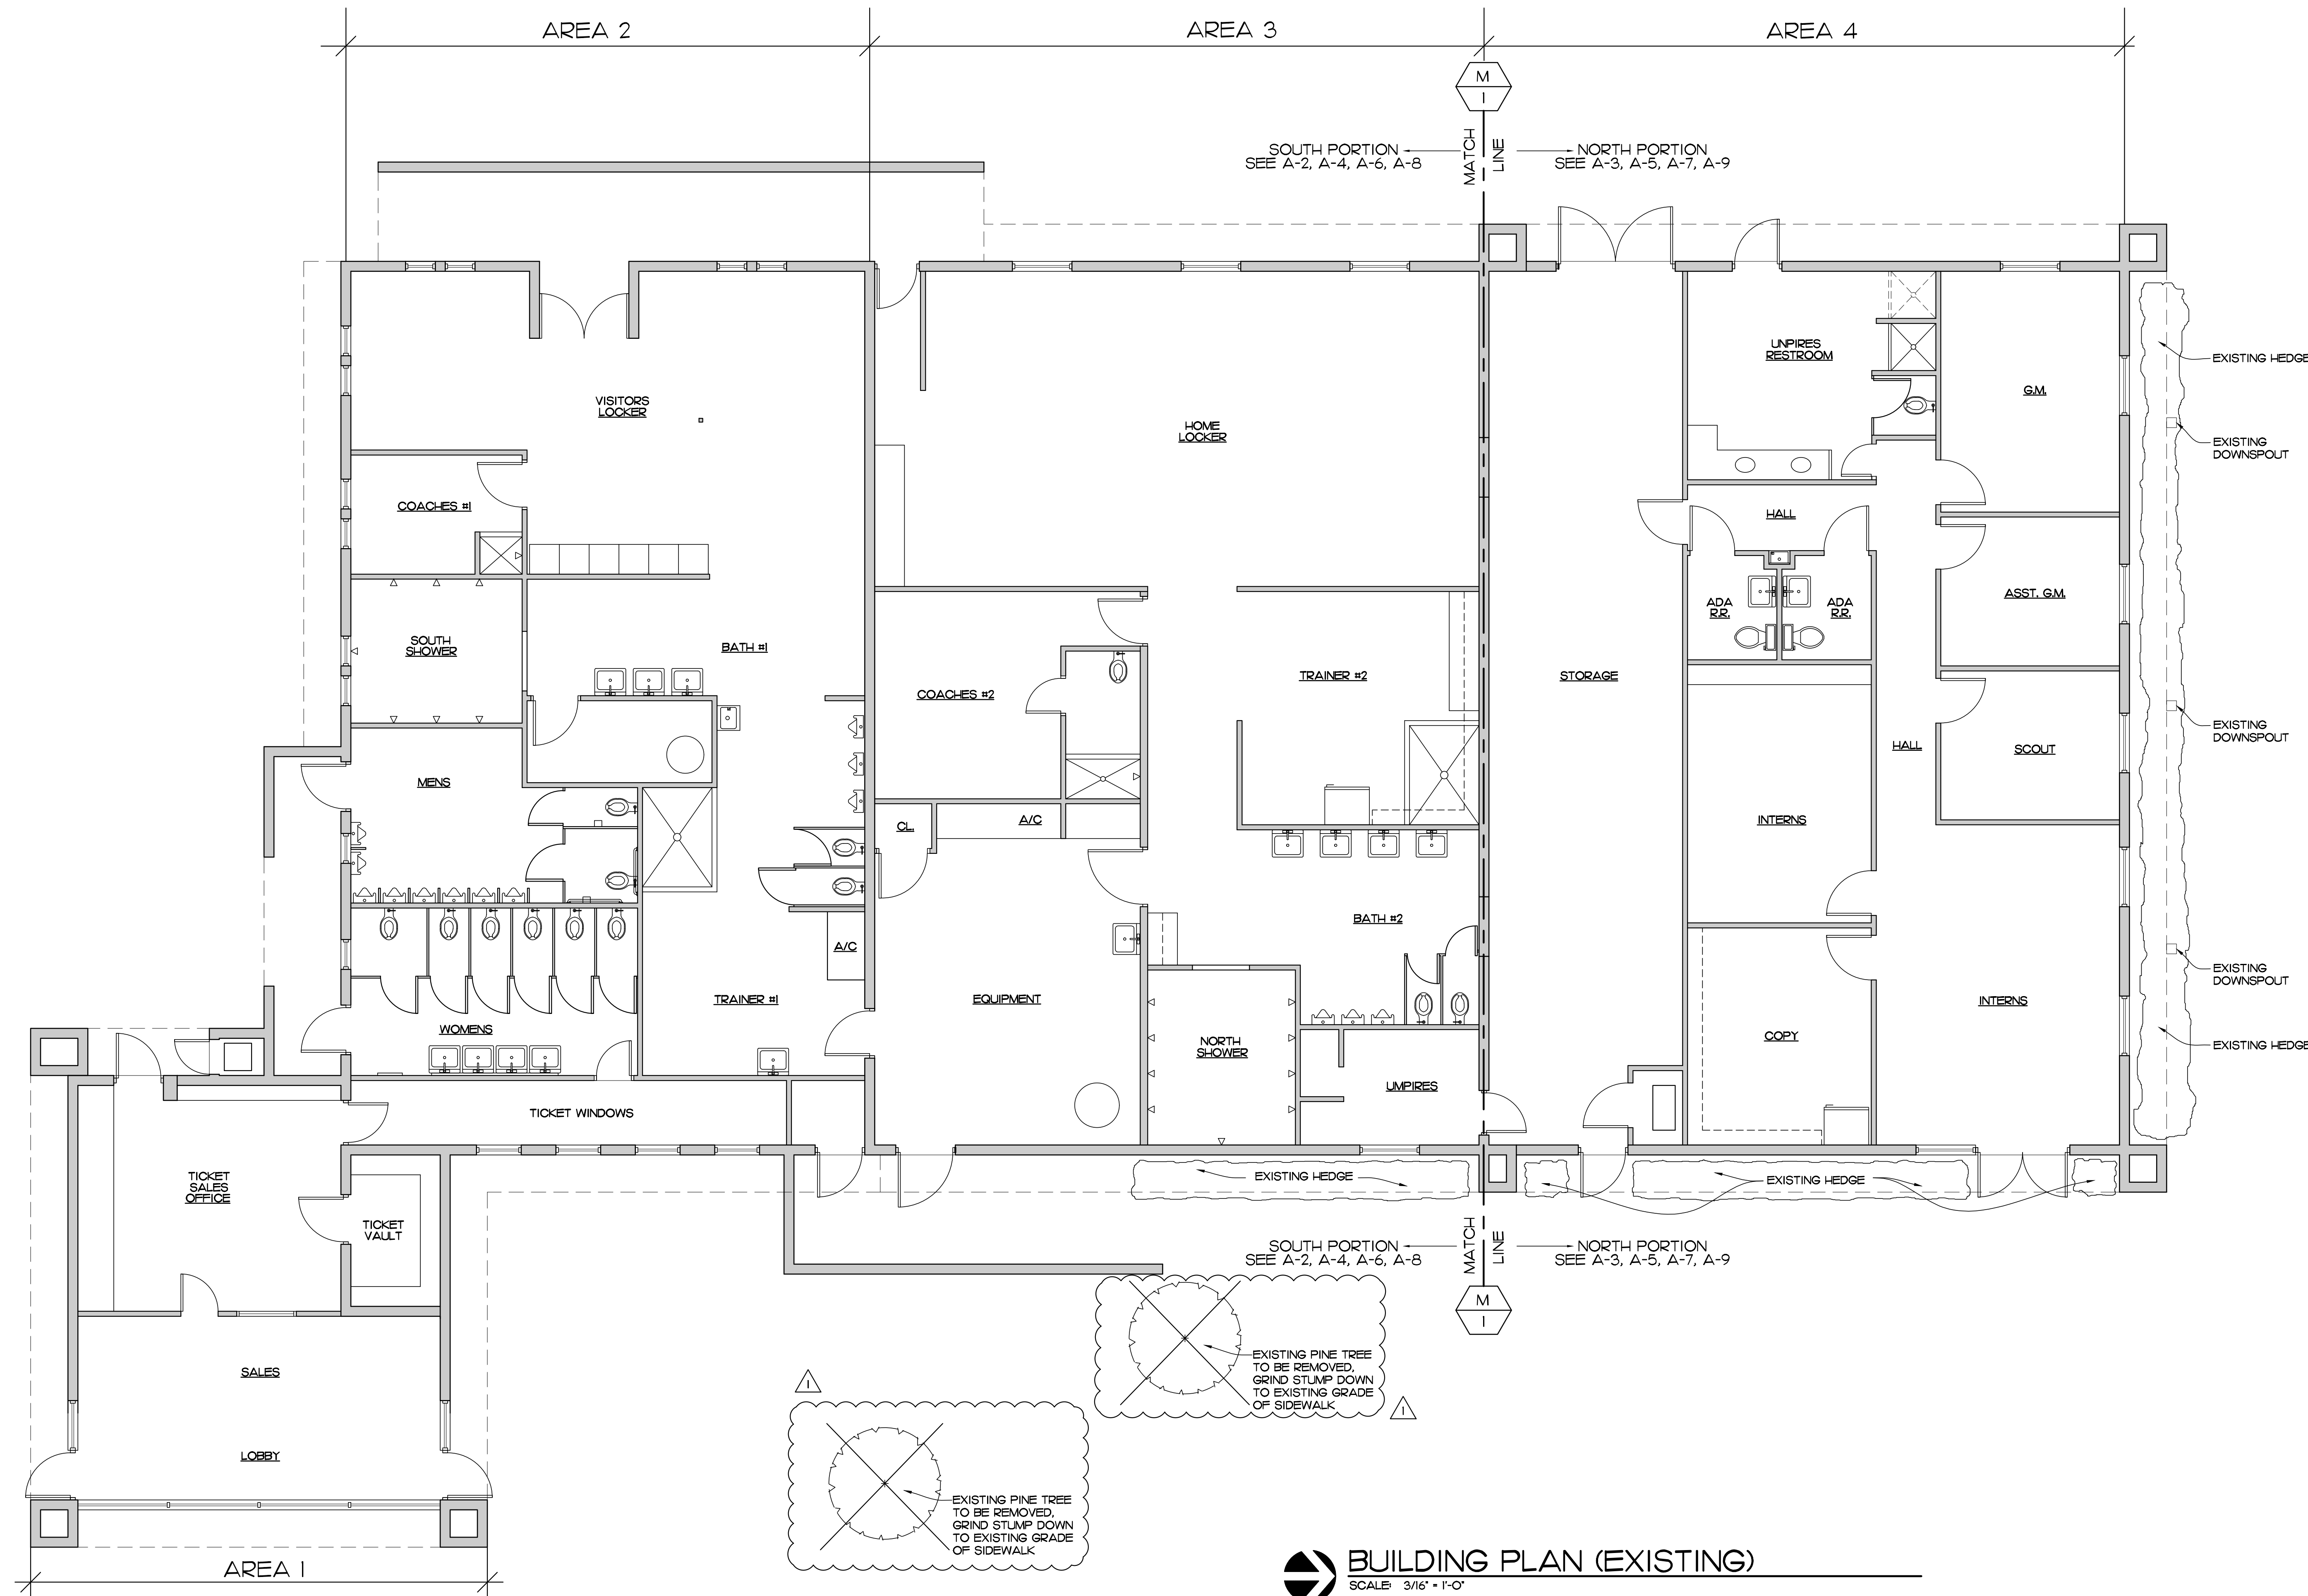 AREA 2
AREA 3
AREA 4
M
1
MATCH
LINE
SOUTH PORTION
SEE A-2, A-4, A-6, A-8
NORTH PORTION
SEE A-3, A-5, A-7, A-9
VISITORS
LOCKER
HOME
LOCKER
UNPIRES
RESTROOM
G.M.
EXISTING HEDGE
EXISTING
DOWNSPOUT
COACHES #1
HALL
SOUTH
SHOWER
BATH #1
COACHES #2
TRAINER #2
STORAGE
ADA
R.R.
ADA
R.R.
ASST. G.M.
HALL
SCOUT
EXISTING
DOWNSPOUT
MENS
CL.
A/C
INTERNS
A/C
BATH #2
TRAINER #1
EQUIPMENT
WOMENS
NORTH
SHOWER
UMPIRES
COPY
INTERNS
EXISTING
DOWNSPOUT
EXISTING HEDGE
TICKET WINDOWS
TICKET
SALES
OFFICE
TICKET
VAULT
EXISTING HEDGE
EXISTING HEDGE
SOUTH PORTION
SEE A-2, A-4, A-6, A-8
MATCH
LINE
NORTH PORTION
SEE A-3, A-5, A-7, A-9
M
1
SALES
LOBBY
EXISTING PINE TREE
TO BE REMOVED,
GRIND STUMP DOWN
TO EXISTING GRADE
OF SIDEWALK
1
1
EXISTING PINE TREE
TO BE REMOVED,
GRIND STUMP DOWN
TO EXISTING GRADE
OF SIDEWALK
AREA 1
BUILDING PLAN (EXISTING)
SCALE: 3/16" = 1'-0"